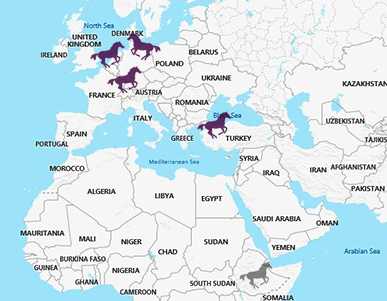 North Sea
DENMARK
UNITED
KINGDOM
IRELAND
BELARUS
POLAND
UKRAINE
KAZAKHSTAN
FRANCE
AUSTRIA
ROMANIA
ITALY
UZBEKISTAN
SPAIN
GREECE
TURKEY
TAJIKIS
PORTUGAL
Mediterranean Sea
SYRIA
AFGHANISTAN
MOROCCO
IRAQ
IRAN
PAKISTAN
ALGERIA
LIBYA
EGYPT
SAUDI ARABIA
OMAN
MAURITANIA
MALI
NIGER
CHAD
SUDAN
YEMEN
Arabian Sea
BURKINA FASO
GUINEA
NIGERIA
GHANA
SOUTH SUDAN
CAMEROON
SOMALIA